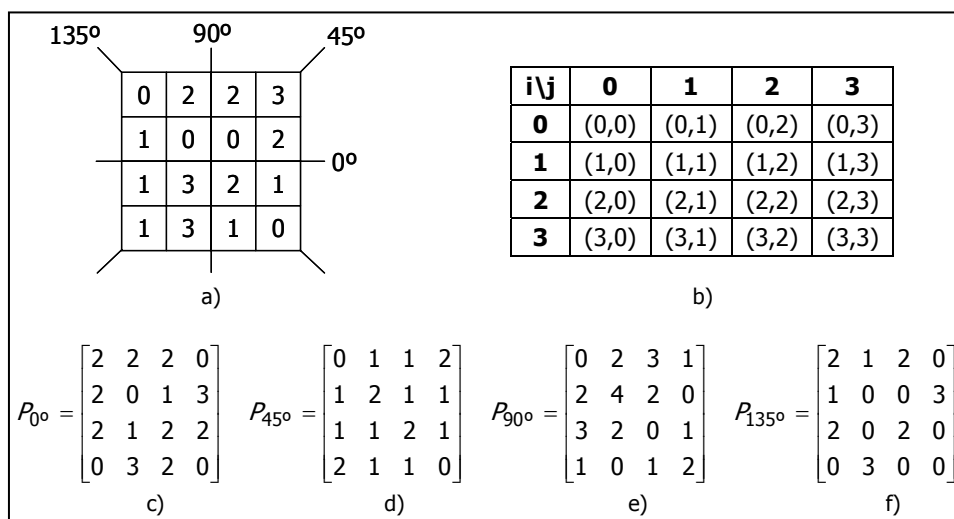 135º 90º 45º
0 2 2 3
1 0 0 2
0º
1 3 2 1
1 3 1 0
a)
i\j 0 1 2 3
0 (0,0) (0,1) (0,2) (0,3)
1 (1,0) (1,1) (1,2) (1,3)
2 (2,0) (2,1) (2,2) (2,3)
3 (3,0) (3,1) (3,2) (3,3)
b)
P0º =
2 2 2 0
2 0 1 3
2 1 2 2
0 3 2 0
c)
P45º =
0 1 1 2
1 2 1 1
1 1 2 1
2 1 1 0
d)
P90º =
0 2 3 1
2 4 2 0
3 2 0 1
1 0 1 2
e)
P135º =
2 1 2 0
1 0 0 3
2 0 2 0
0 3 0 0
f)